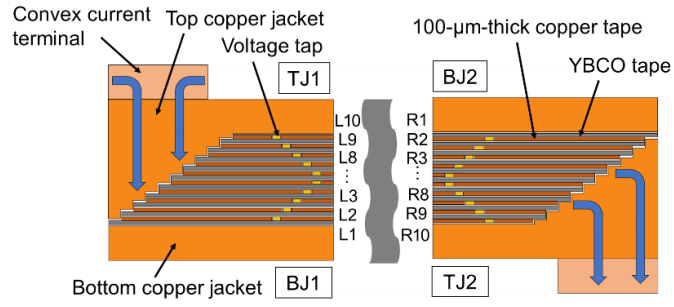 Convex current
terminal
Top copper jacket
Voltage tap
TJ1
100-μm-thick copper tape
YBCO tape
BJ2
L10
L9
L8
⋮
L3
L2
L1
R1
R2
R3
⋮
R8
R9
R10
Bottom copper jacket
BJ1
TJ2